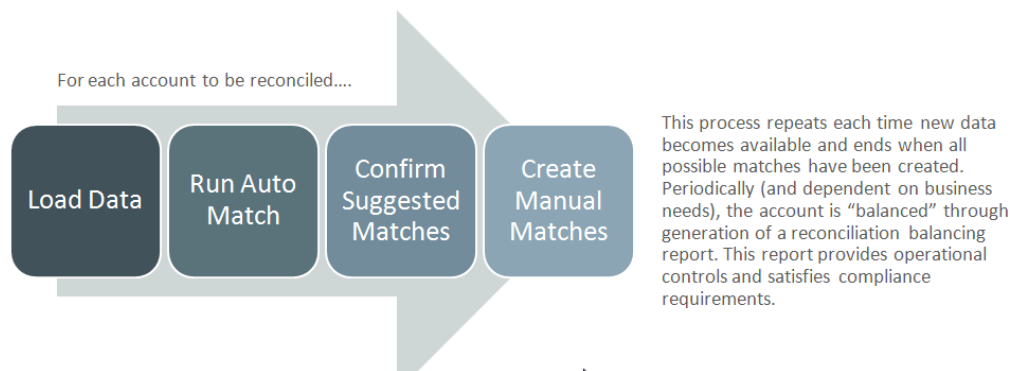 For each account to be reconciled....
Load Data
Run Auto
Match
Confirm
Suggested
Matches
Create
Manual
Matches
This process repeats each time new data
becomes available and ends when all
possible matches have been created.
Periodically (and dependent on business
needs), the account is “balanced” through
generation of a reconciliation balancing
report. This report provides operational
controls and satisfies compliance
requirements.